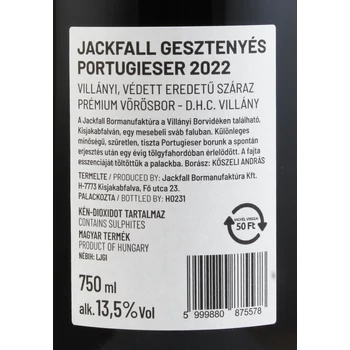 JACKFALL GESZTENYÉS
PORTUGIESER 2022
VILLÁNYI, VÉDETT EREDETŰ SZÁRAZ
PRÉMIUM VÖRÖSBOR - D.H.C. VILLÁNY
A Jackfall Bormanufaktúra a Villányi Borvidéken található,
Kisjakabfalván, egy mesebeli sváb faluban. Különleges
minőségű, szüretlen, tiszta Portugieser borunk a spontán
erjesztés után egy évig tölgyfahordóban érlelődött. A fajta
esszenciáját töltöttük a palackba. Borász: KŐSZELI ANDRÁS
TERMELTE / PRODUCED BY: Jackfall Bormanufaktúra Kft.
H-7773 Kisjakabfalva, Fő utca 23.
PALACKOZTA / BOTTLED BY: H0231
KÉN-DIOXIDOT TARTALMAZ
CONTAINS SULPHITES
MAGYAR TERMÉK
PRODUCT OF HUNGARY
NÉBIH: LJGI
VISSZA
50 Ft
750 ml
alk. 13,5% Vol
5 999880 875578